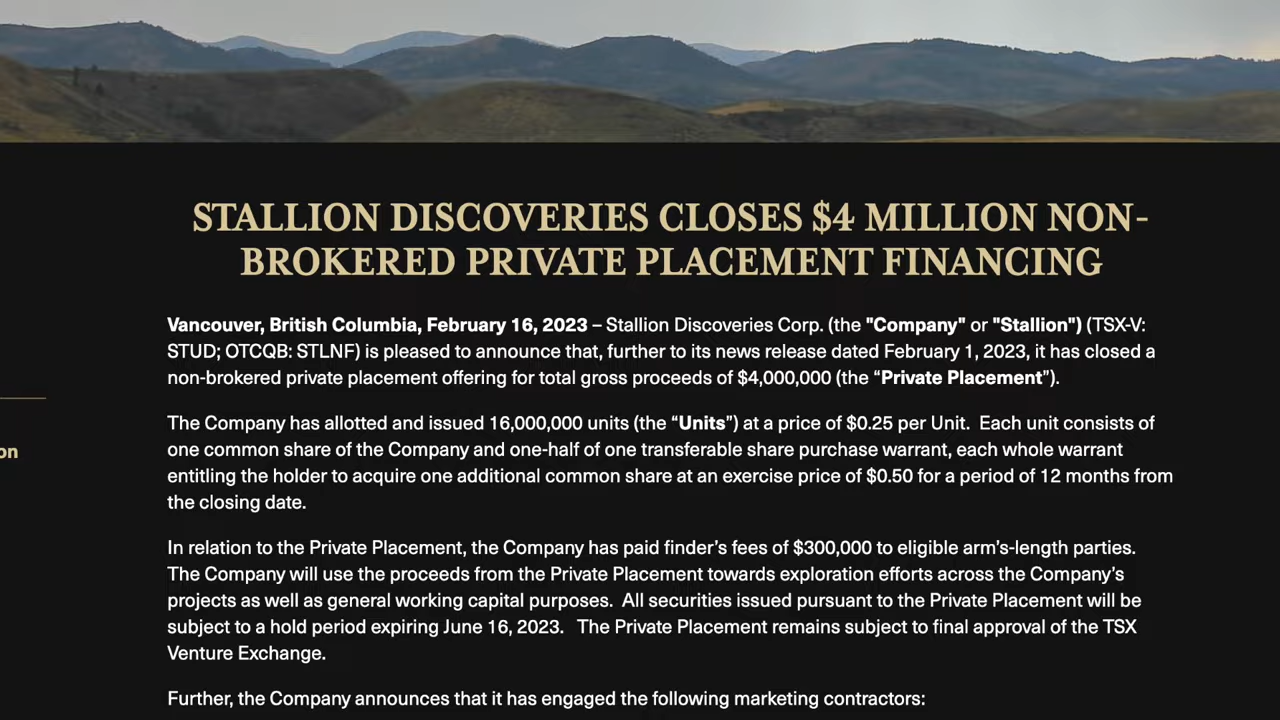 STALLION DISCOVERIES CLOSES $4 MILLION NON-
BROKERED PRIVATE PLACEMENT FINANCING
Vancouver, British Columbia, February 16, 2023 – Stallion Discoveries Corp. (the "Company" or "Stallion") (TSX-V:
STUD; OTCQB: STLNF) is pleased to announce that, further to its news release dated February 1, 2023, it has closed a
non-brokered private placement offering for total gross proceeds of $4,000,000 (the “Private Placement”).
The Company has allotted and issued 16,000,000 units (the “Units”) at a price of $0.25 per Unit.  Each unit consists of
one common share of the Company and one-half of one transferable share purchase warrant, each whole warrant
entitling the holder to acquire one additional common share at an exercise price of $0.50 for a period of 12 months from
the closing date.
on
In relation to the Private Placement, the Company has paid finder’s fees of $300,000 to eligible arm’s-length parties.
The Company will use the proceeds from the Private Placement towards exploration efforts across the Company’s
projects as well as general working capital purposes.  All securities issued pursuant to the Private Placement will be
subject to a hold period expiring June 16, 2023.   The Private Placement remains subject to final approval of the TSX
Venture Exchange.
Further, the Company announces that it has engaged the following marketing contractors: